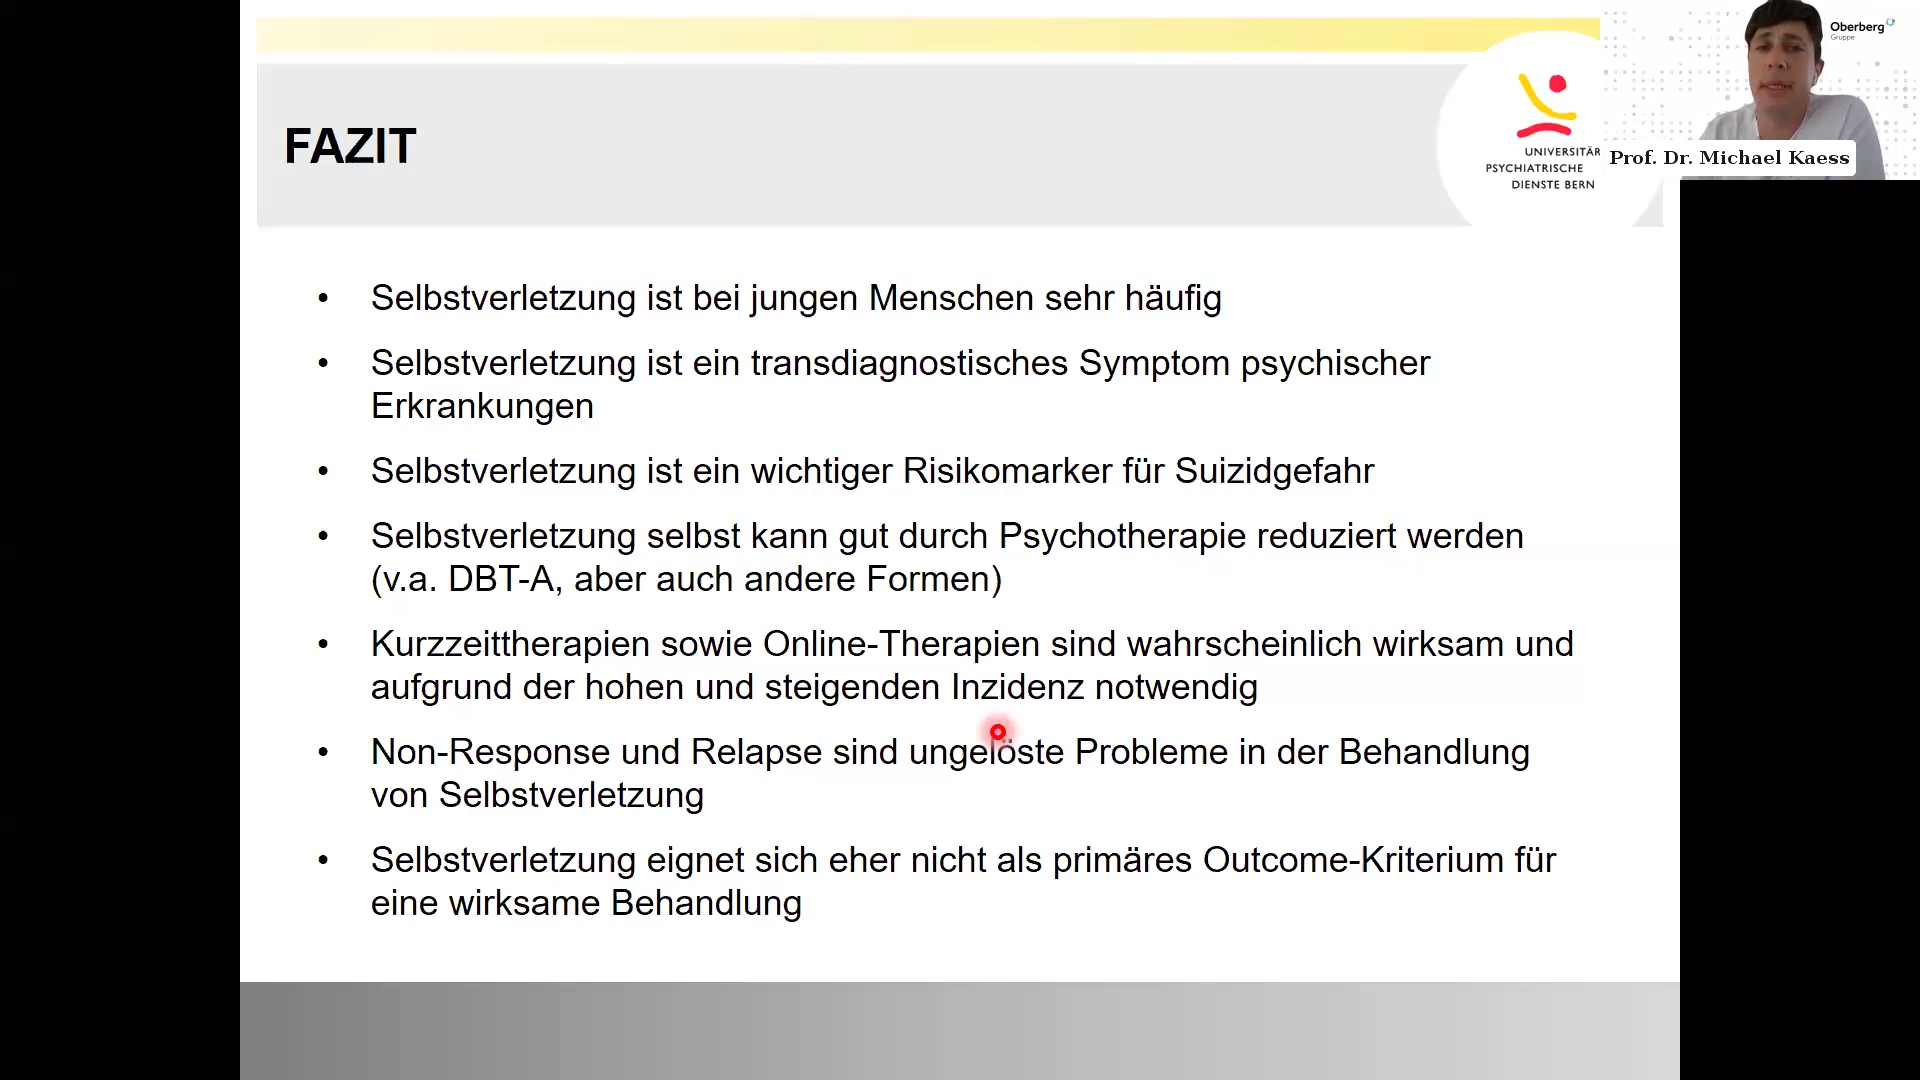 Oberberg
Gruppe
FAZIT
UNIVERSITÄR
PSYCHIATRISCHE
DIENSTE BERN
Prof. Dr. Michael Kaess
• Selbstverletzung ist bei jungen Menschen sehr häufig
• Selbstverletzung ist ein transdiagnostisches Symptom psychischer
Erkrankungen
• Selbstverletzung ist ein wichtiger Risikomarker für Suizidgefahr
• Selbstverletzung selbst kann gut durch Psychotherapie reduziert werden
(v.a. DBT-A, aber auch andere Formen)
• Kurzzeittherapien sowie Online-Therapien sind wahrscheinlich wirksam und
aufgrund der hohen und steigenden Inzidenz notwendig
• Non-Response und Relapse sind ungelöste Probleme in der Behandlung
von Selbstverletzung
• Selbstverletzung eignet sich eher nicht als primäres Outcome-Kriterium für
eine wirksame Behandlung